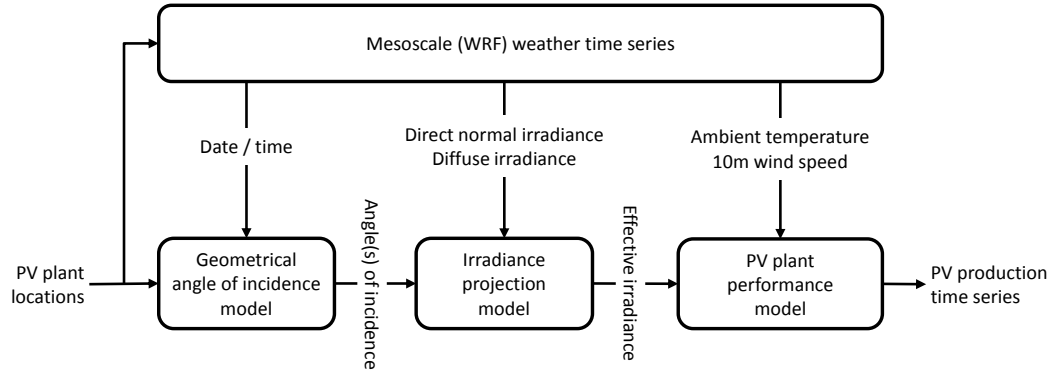 Mesoscale (WRF) weather time series
Date / time
Direct normal irradiance
Diffuse irradiance
Ambient temperature
10m wind speed
PV plant
locations
Geometrical
angle of incidence
model
Angle(s) of incidence
Irradiance
projection
model
Effective irradiance
PV plant
performance
model
PV production
time series